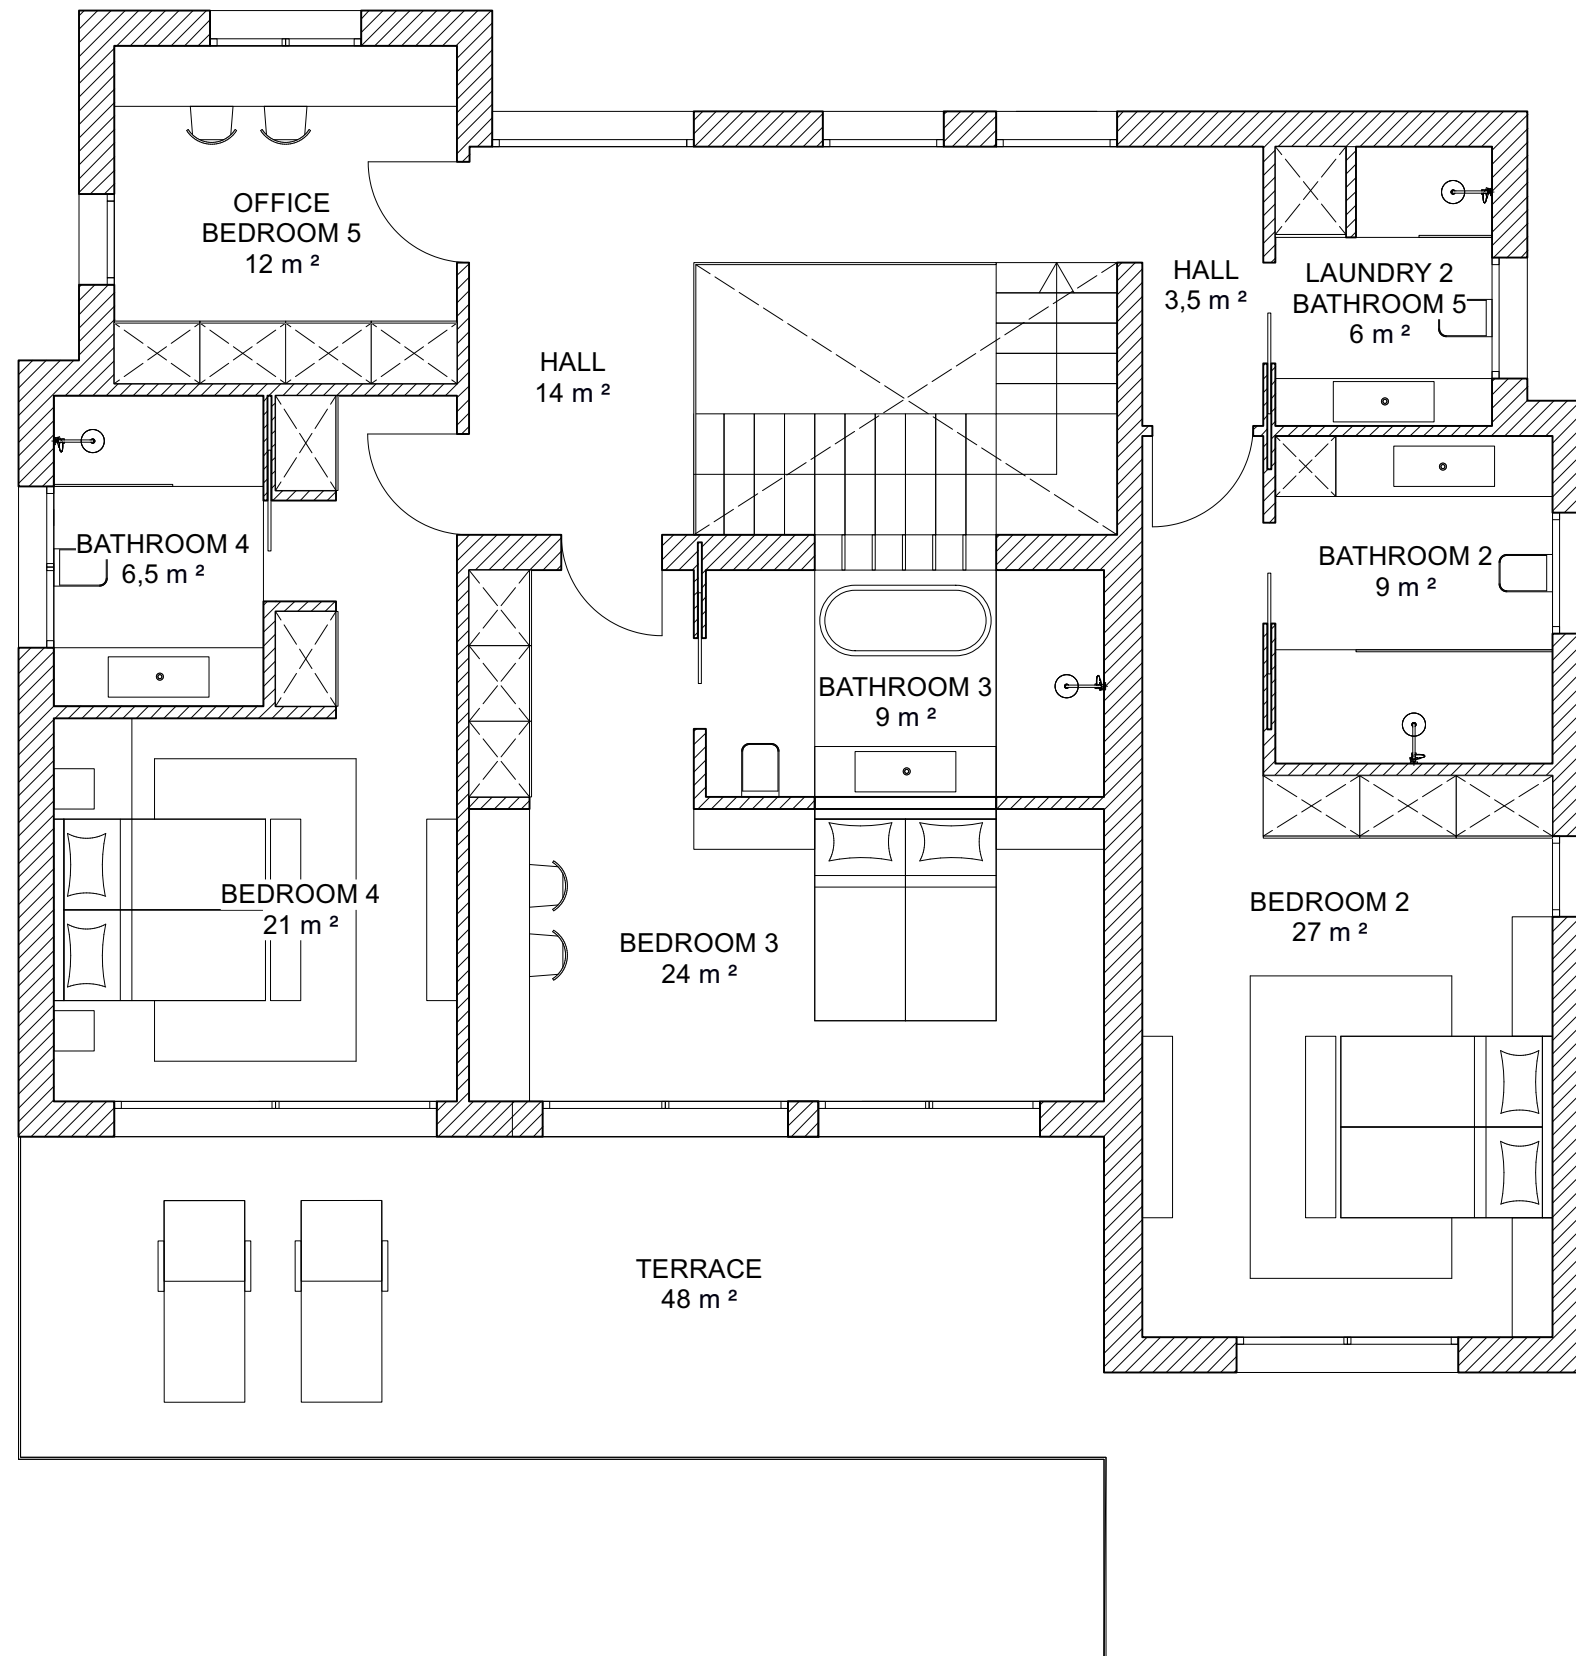 OFFICE
BEDROOM 5
12 m ²
HALL
3,5 m ²
LAUNDRY 2
BATHROOM 5
6 m ²
HALL
14 m ²
BATHROOM 4
6,5 m ²
BATHROOM 2
9 m ²
BATHROOM 3
9 m ²
BEDROOM 4
21 m ²
BEDROOM 3
24 m ²
BEDROOM 2
27 m ²
TERRACE
48 m ²